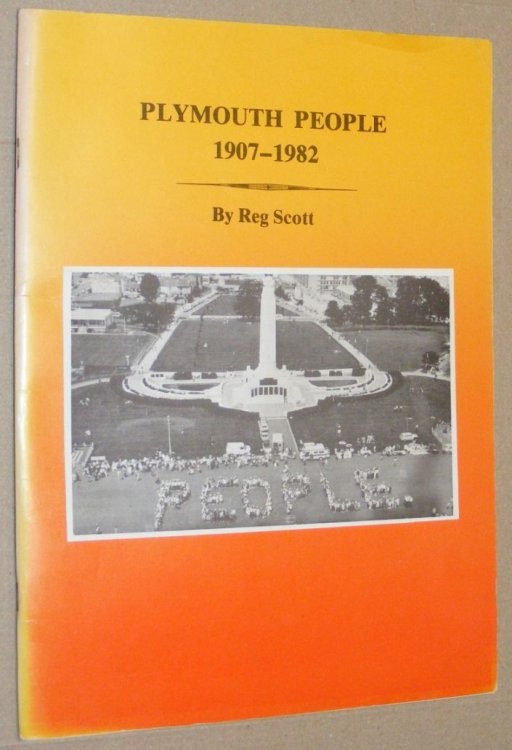 PLYMOUTH PEOPLE
1907–1982
By Reg Scott
PEOPLE